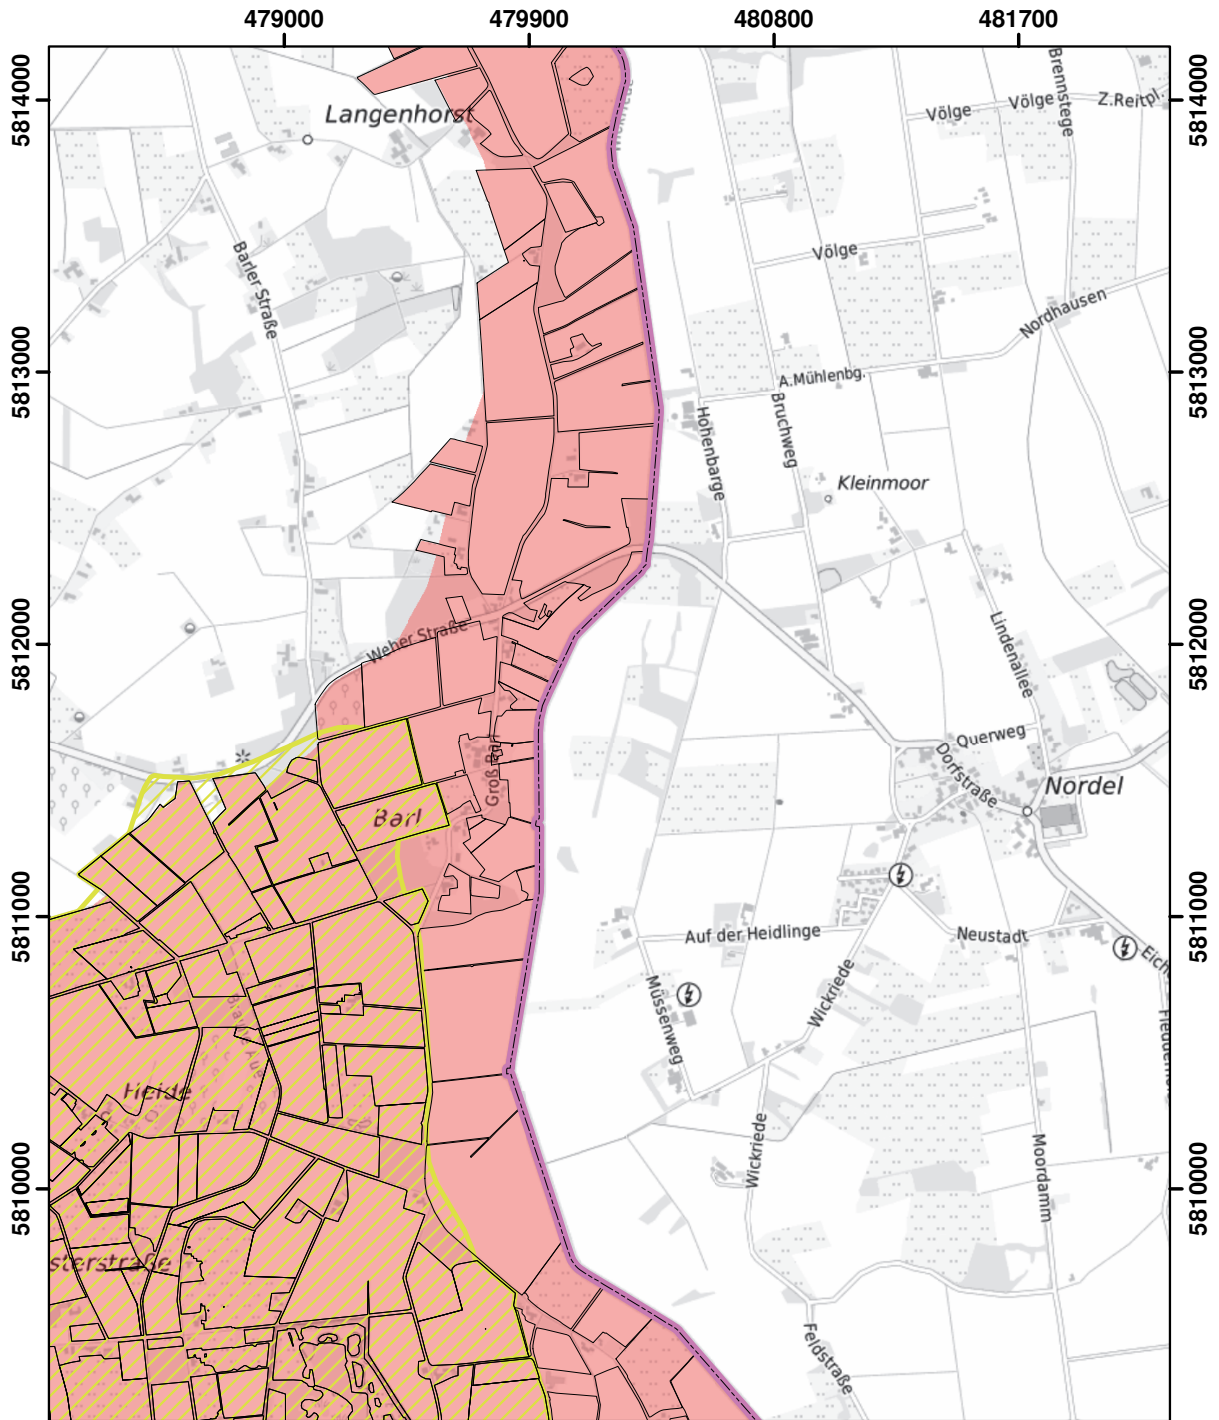 479000 479900 480800 481700
5814000 5814000
Langenhorst
Brennstege
Völge Völge Z.Reitpl.
Barler Straße
Völge
Nordhausen
5813000 5813000
A.Mühlenbg.
Hohenbarge
Bruchweg
Kleinmoor
5812000 5812000
Weher Straße
Lindenallee
Querweg
Dorfstraße
Nordel
Groß Barl
Barl
5811000 5811000
Auf der Heidlinge
Neustadt
Müssenweg
Wickriede
Heide
Wickriede
Moordamm
5810000 5810000
sterstraße
Feldstraße